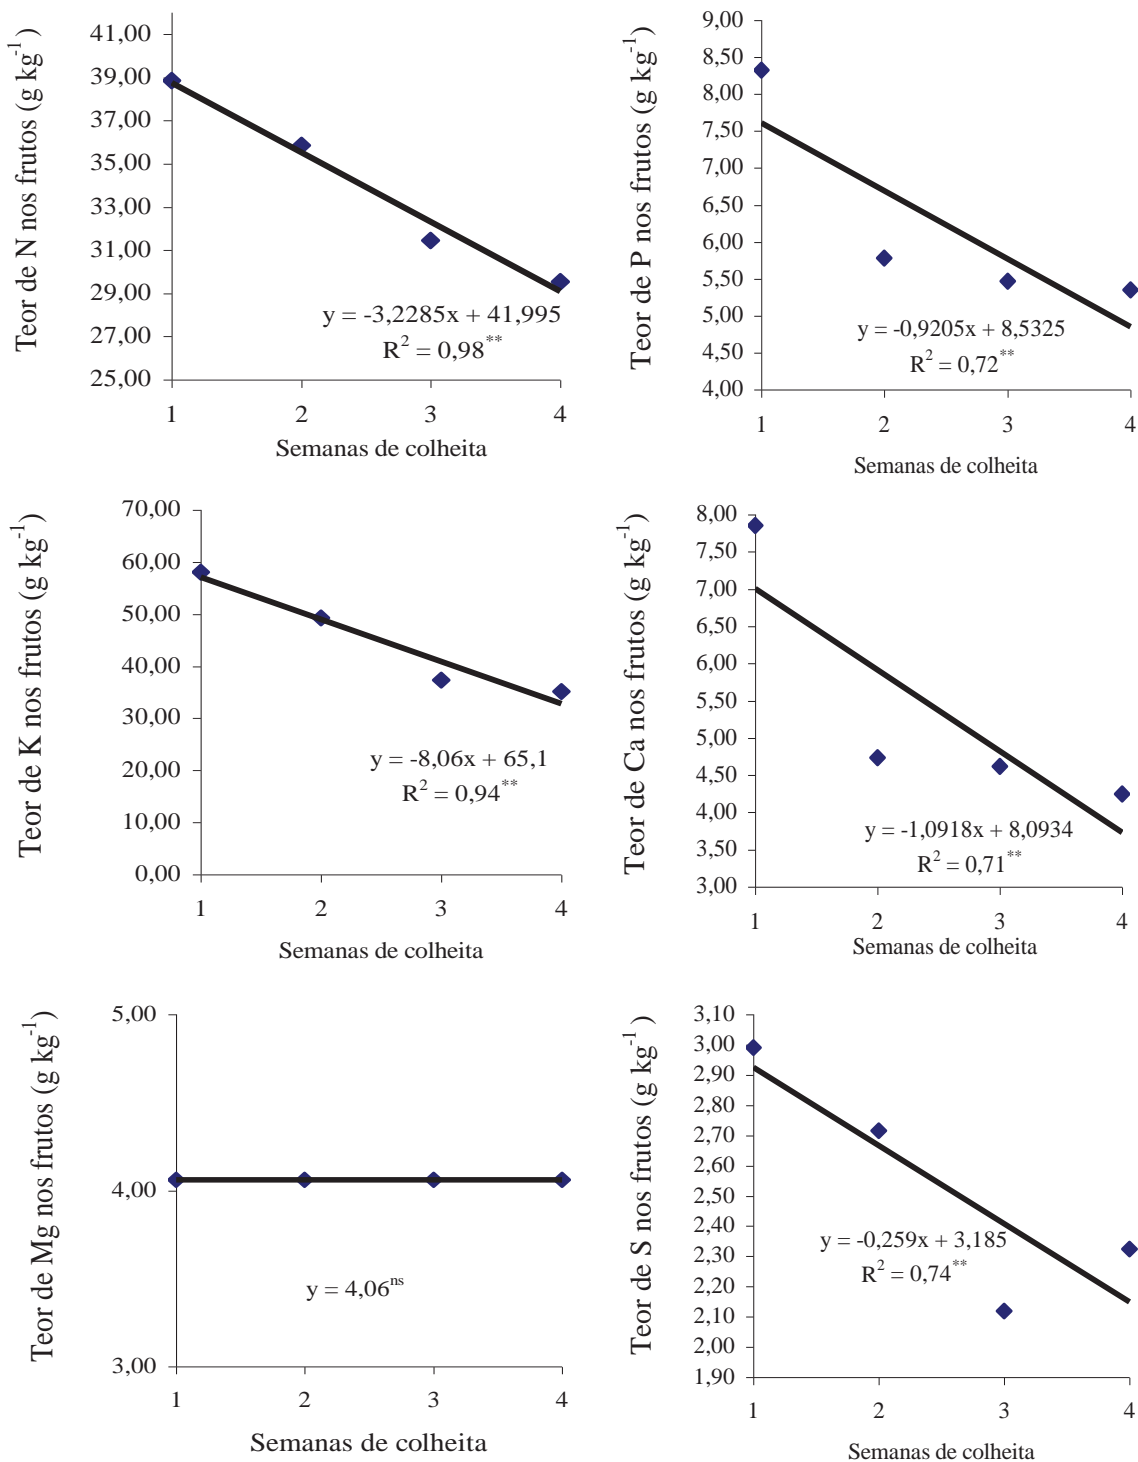 Teor de N nos frutos (g kg⁻¹)
41,00
39,00
37,00
35,00
33,00
31,00
29,00
27,00
25,00
y = -3,2285x + 41,995
R² = 0,98**
1 2 3 4
Semanas de colheita
Teor de P nos frutos (g kg⁻¹)
9,00
8,50
8,00
7,50
7,00
6,50
6,00
5,50
5,00
4,50
4,00
y = -0,9205x + 8,5325
R² = 0,72**
1 2 3 4
Semanas de colheita
Teor de K nos frutos (g kg⁻¹)
70,00
60,00
50,00
40,00
30,00
20,00
10,00
0,00
y = -8,06x + 65,1
R² = 0,94**
1 2 3 4
Semanas de colheita
Teor de Ca nos frutos (g kg⁻¹)
8,00
7,50
7,00
6,50
6,00
5,50
5,00
4,50
4,00
3,50
3,00
y = -1,0918x + 8,0934
R² = 0,71**
1 2 3 4
Semanas de colheita
Teor de Mg nos frutos (g kg⁻¹)
5,00
4,00
3,00
y = 4,06ⁿˢ
1 2 3 4
Semanas de colheita
Teor de S nos frutos (g kg⁻¹)
3,10
3,00
2,90
2,80
2,70
2,60
2,50
2,40
2,30
2,20
2,10
2,00
1,90
y = -0,259x + 3,185
R² = 0,74**
1 2 3 4
Semanas de colheita